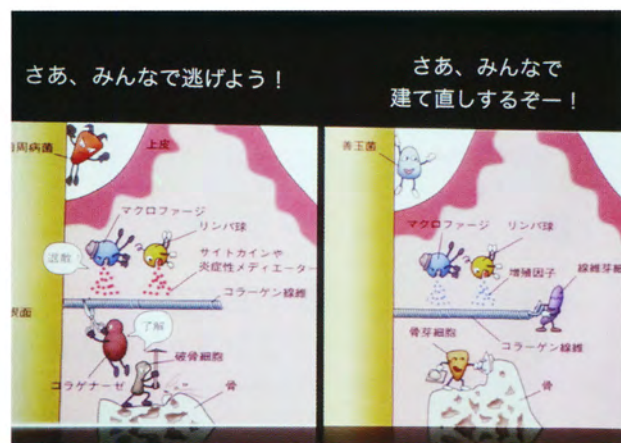 さあ、みんなで逃げよう！
周病菌
上皮
マクロファージ
リンパ球
退散！
サイトカインや
炎症性メディエーター
コラーゲン線維
表面
了解
破骨細胞
コラゲナーゼ
骨
さあ、みんなで
建て直しするぞー！
善玉菌
マクロファージ
リンパ球
増殖因子
線維芽細
コラーゲン線維
骨芽細胞
骨